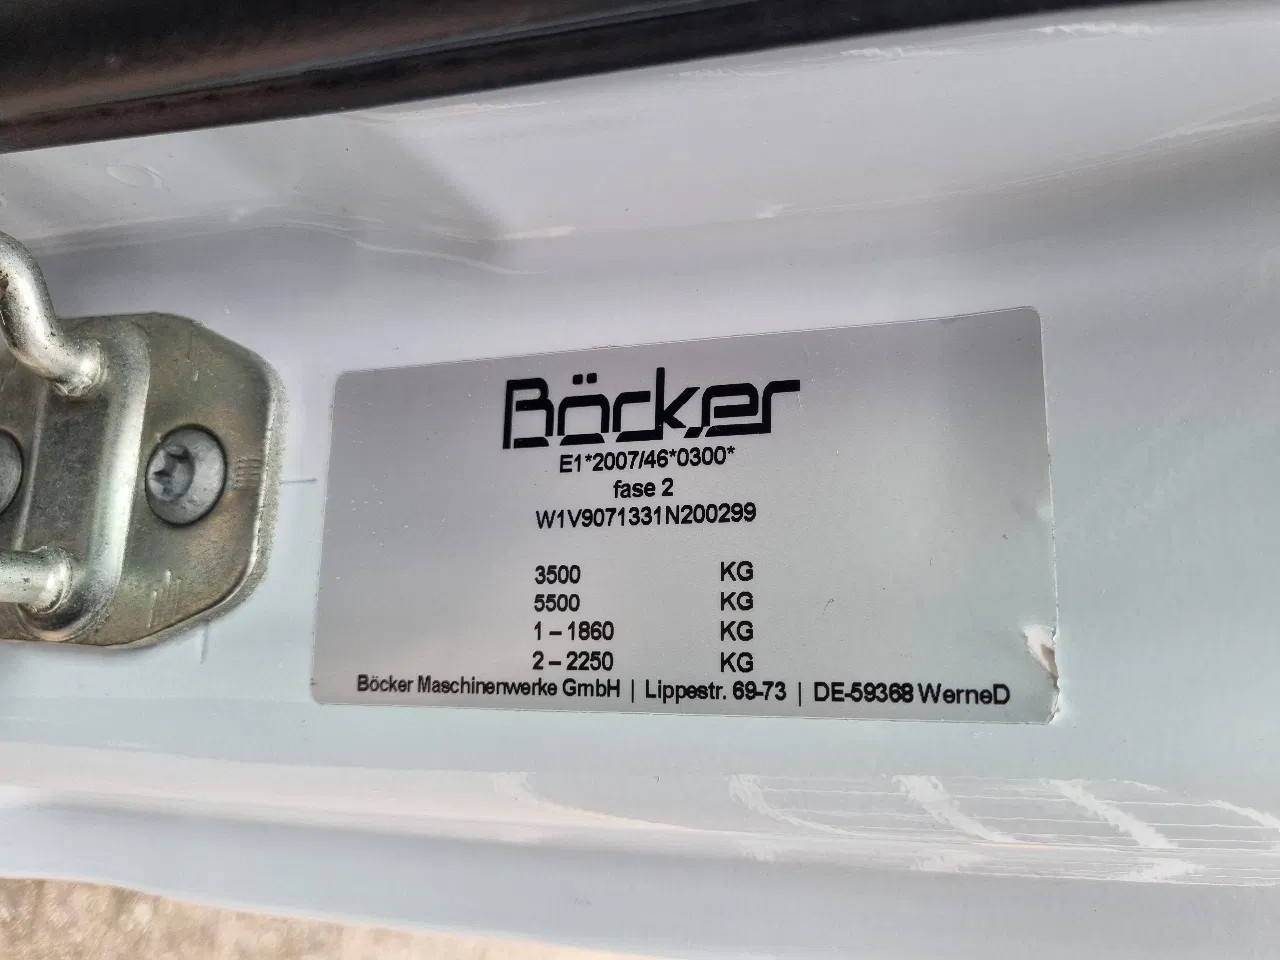 Böcker
E1*2007/46*0300*
fase 2
W1V9071331N200299
3500 KG
5500 KG
1 – 1860 KG
2 – 2250 KG
Böcker Maschinenwerke GmbH | Lippestr. 69-73 | DE-59368 WerneD